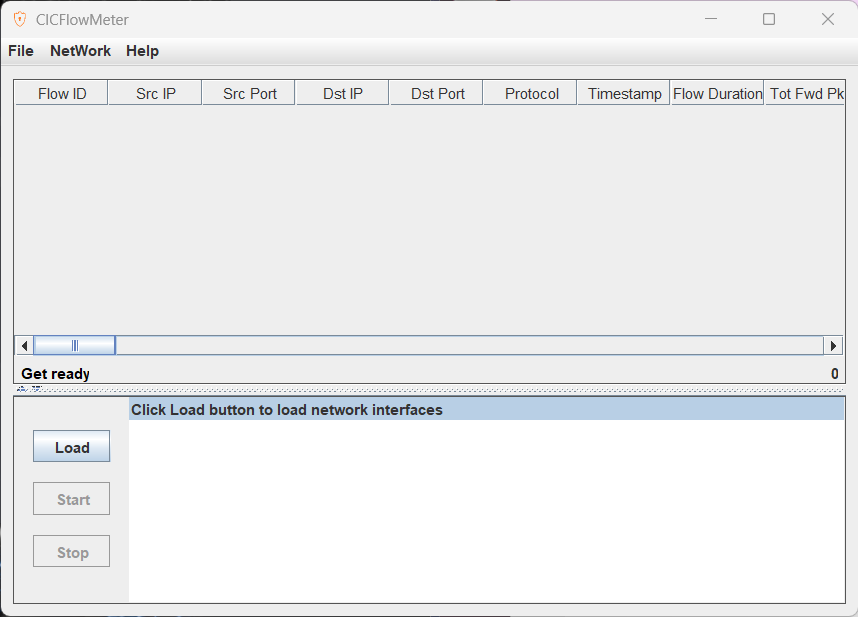 CICFlowMeter
File NetWork Help
Flow ID Src IP Src Port Dst IP Dst Port Protocol Timestamp Flow Duration Tot Fwd Pk
Get ready 0
Click Load button to load network interfaces
Load
Start
Stop